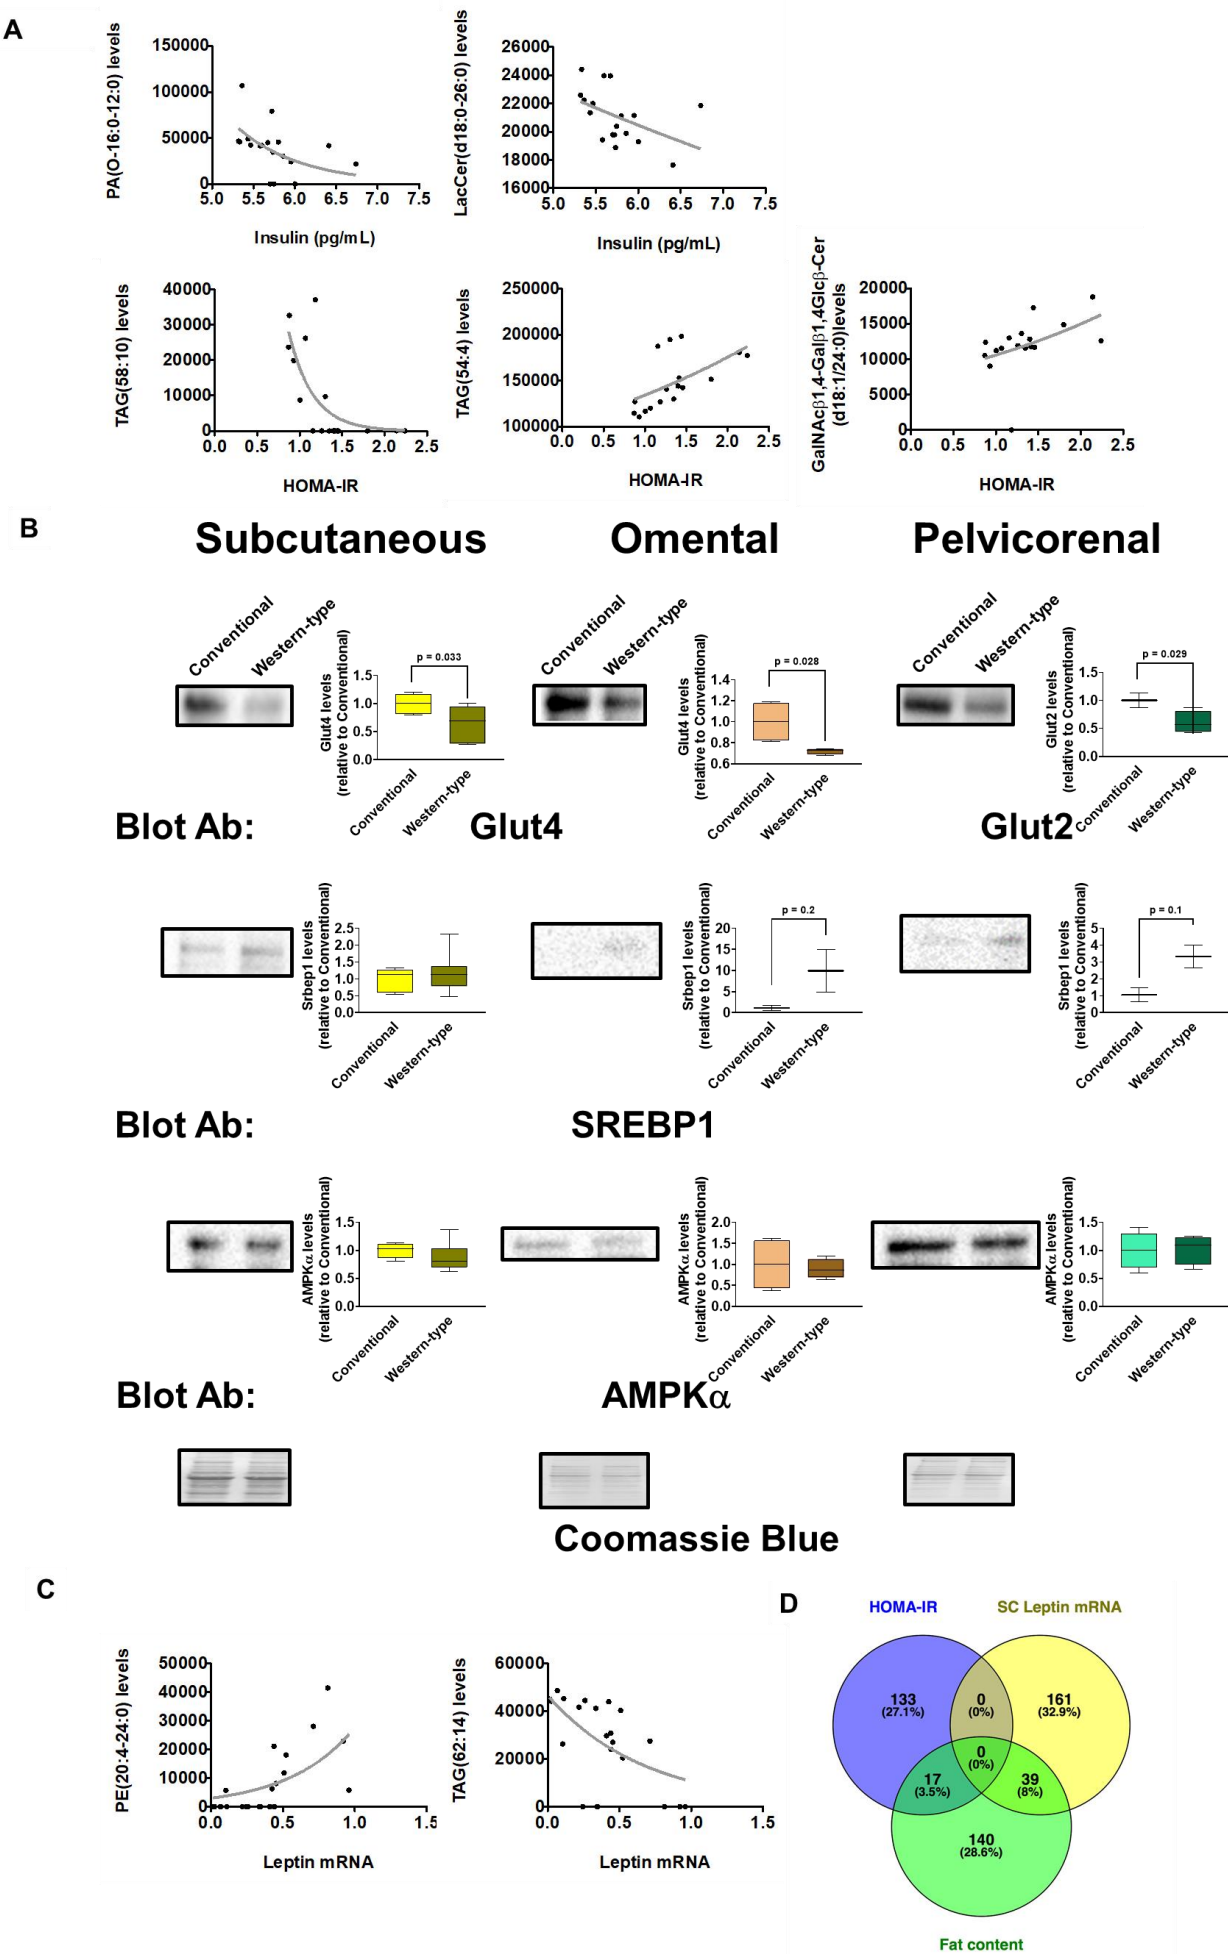 A
PA(O-16:0-12:0) levels
150000
100000
50000
0
5.0 5.5 6.0 6.5 7.0 7.5
Insulin (pg/mL)
LacCer(d18:0-26:0) levels
26000
24000
22000
20000
18000
16000
5.0 5.5 6.0 6.5 7.0 7.5
Insulin (pg/mL)
TAG(58:10) levels
40000
30000
20000
10000
0
0.0 0.5 1.0 1.5 2.0 2.5
HOMA-IR
TAG(54:4) levels
250000
200000
150000
100000
0.0 0.5 1.0 1.5 2.0 2.5
HOMA-IR
GalNAcβ1,4-Galβ1,4Glcβ-Cer
(d18:1/24:0)levels
20000
15000
10000
5000
0
0.0 0.5 1.0 1.5 2.0 2.5
HOMA-IR
B
Subcutaneous Omental Pelvicorenal
Conventional
Western-type
Glut4 levels
(relative to Conventional)
1.5
1.0
0.5
0.0
p = 0.033
Conventional
Western-type
Conventional
Western-type
Glut4 levels
(relative to Conventional)
1.4
1.2
1.0
0.8
0.6
p = 0.028
Conventional
Western-type
Conventional
Western-type
Glut2 levels
(relative to Conventional)
1.5
1.0
0.5
0.0
p = 0.029
Conventional
Western-type
Blot Ab: Glut4 Glut2
Srbep1 levels
(relative to Conventional)
2.5
2.0
1.5
1.0
0.5
0.0
Conventional
Western-type
Srbep1 levels
(relative to Conventional)
20
15
10
5
0
p = 0.2
Conventional
Western-type
Srbep1 levels
(relative to Conventional)
5
4
3
2
1
0
p = 0.1
Conventional
Western-type
Blot Ab: SREBP1
AMPKα levels
(relative to Conventional)
1.5
1.0
0.5
0.0
Conventional
Western-type
AMPKα levels
(relative to Conventional)
2.0
1.5
1.0
0.5
0.0
Conventional
Western-type
AMPKα levels
(relative to Conventional)
1.5
1.0
0.5
0.0
Conventional
Western-type
Blot Ab: AMPKα
Coomassie Blue
C
PE(20:4-24:0) levels
50000
40000
30000
20000
10000
0
0.0 0.5 1.0 1.5
Leptin mRNA
TAG(62:14) levels
60000
40000
20000
0
0.0 0.5 1.0 1.5
Leptin mRNA
D
HOMA-IR SC Leptin mRNA
133
(27.1%)
0
(0%)
161
(32.9%)
0
(0%)
17
(3.5%)
39
(8%)
140
(28.6%)
Fat content